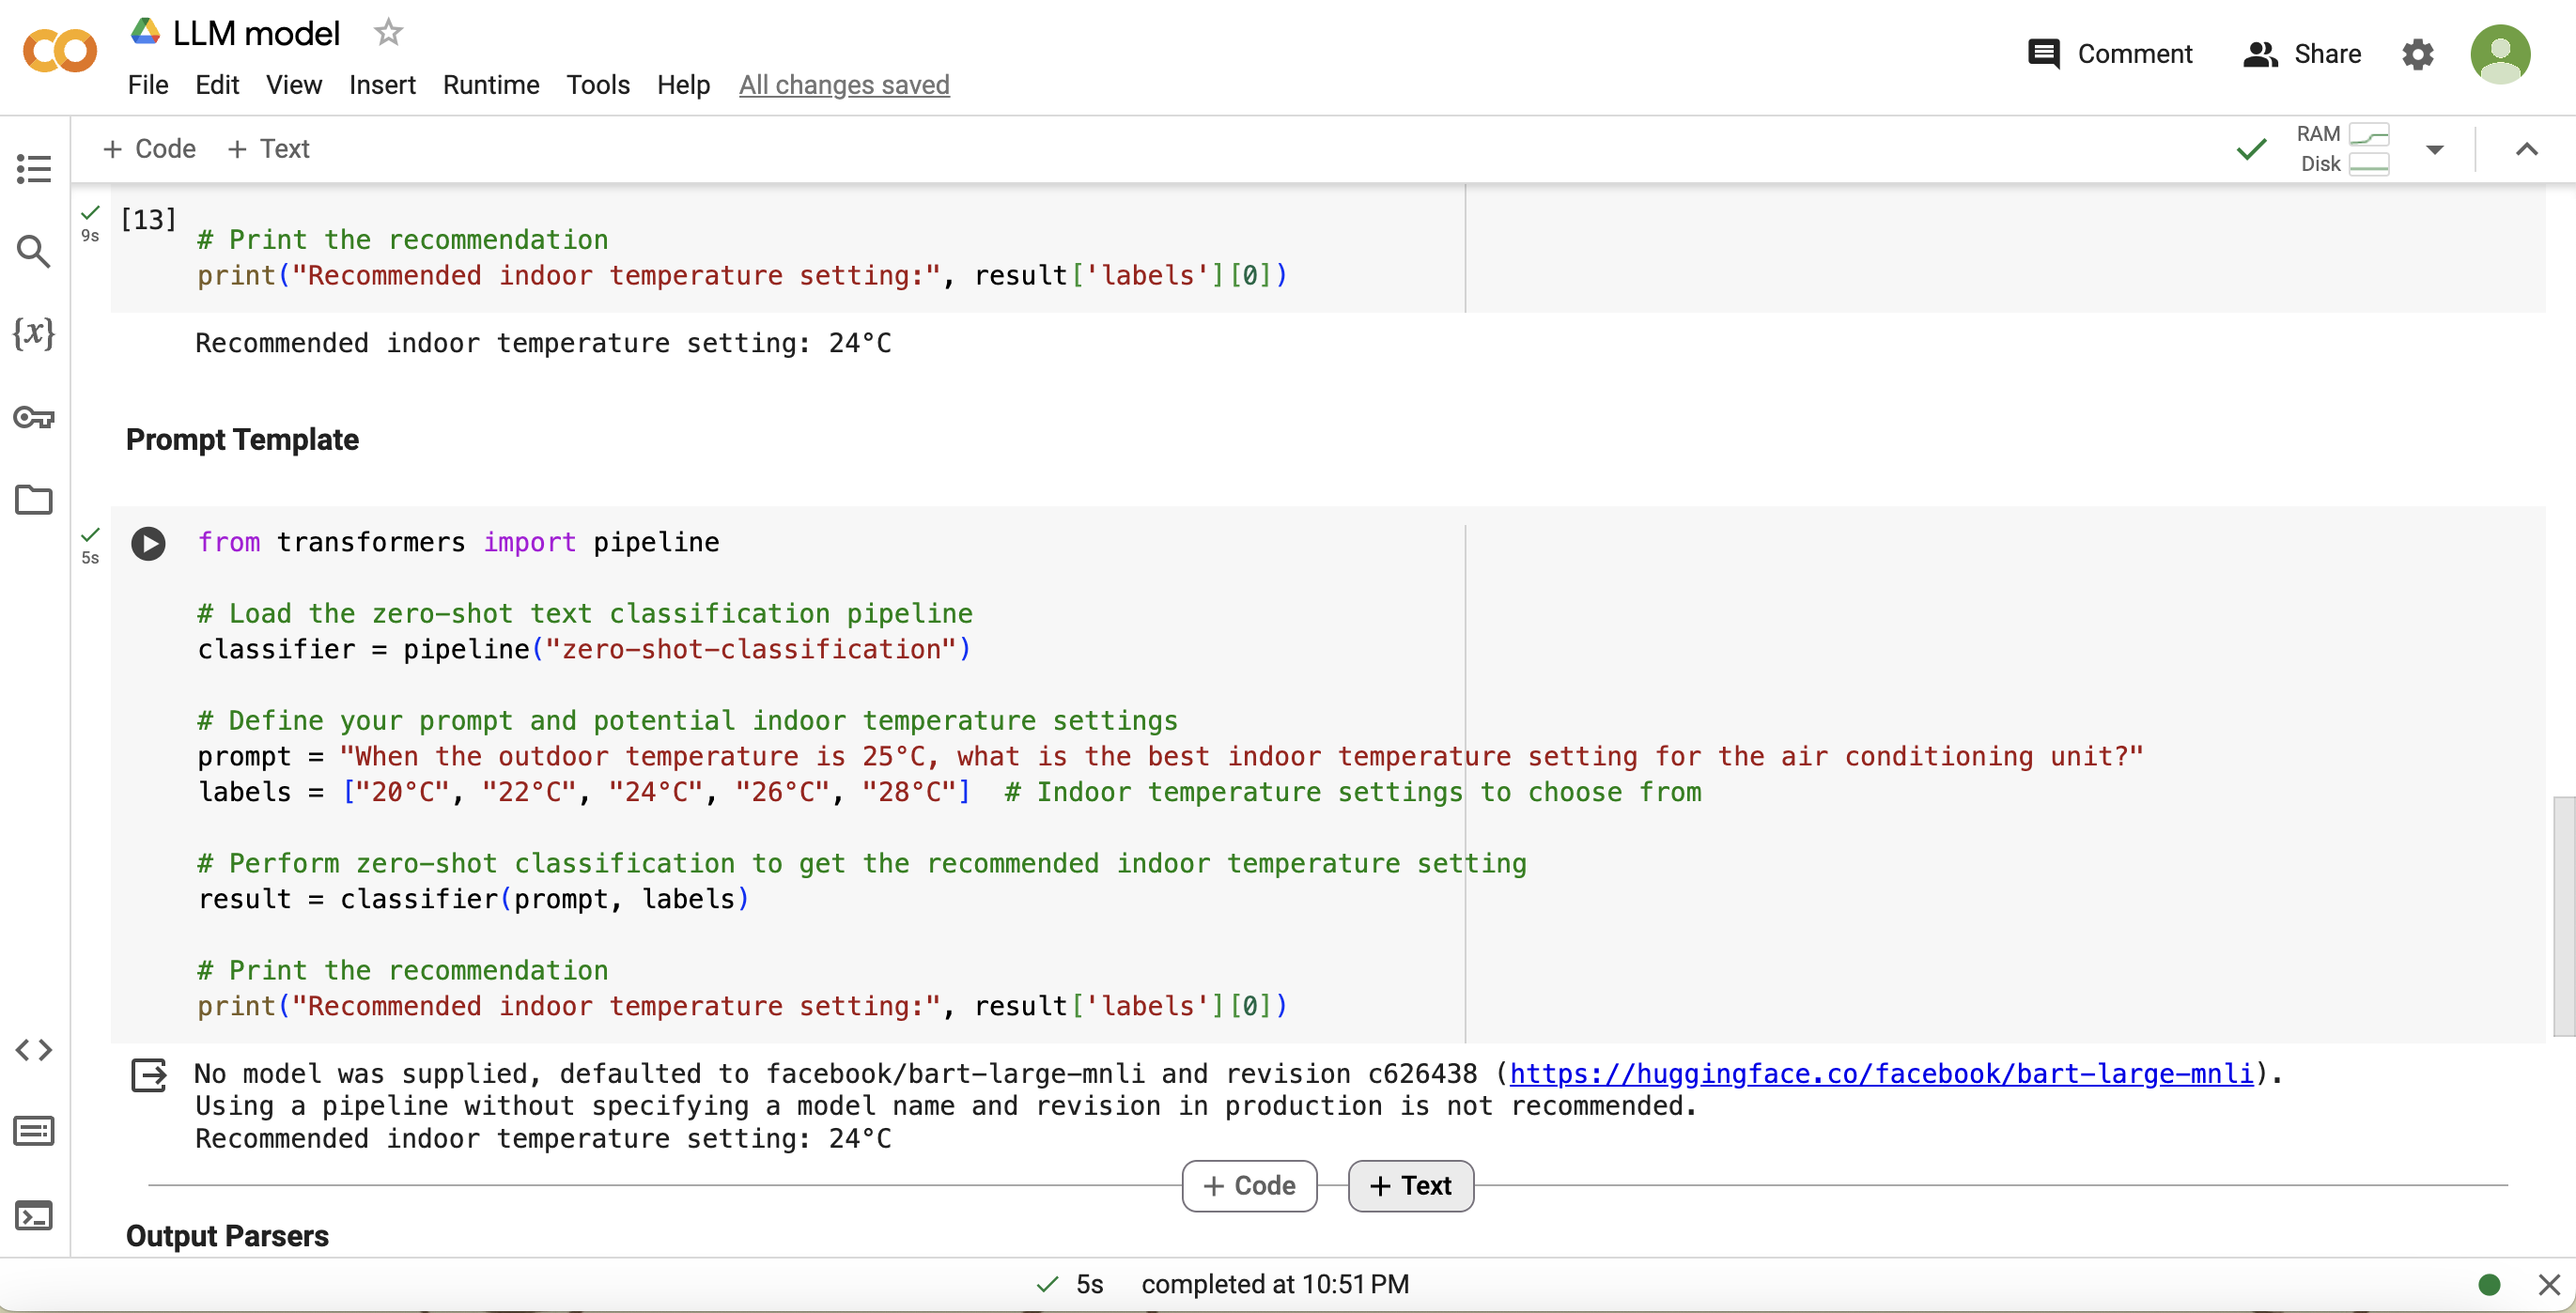 LLM model
Comment
Share
File Edit View Insert Runtime Tools Help All changes saved
+ Code + Text
RAM
Disk
9s
[13]
# Print the recommendation
print("Recommended indoor temperature setting:", result['labels'][0])
Recommended indoor temperature setting: 24°C
Prompt Template
5s
from transformers import pipeline
# Load the zero-shot text classification pipeline
classifier = pipeline("zero-shot-classification")
# Define your prompt and potential indoor temperature settings
prompt = "When the outdoor temperature is 25°C, what is the best indoor temperature setting for the air conditioning unit?"
labels = ["20°C", "22°C", "24°C", "26°C", "28°C"]  # Indoor temperature settings to choose from
# Perform zero-shot classification to get the recommended indoor temperature setting
result = classifier(prompt, labels)
# Print the recommendation
print("Recommended indoor temperature setting:", result['labels'][0])
No model was supplied, defaulted to facebook/bart-large-mnli and revision c626438 (https://huggingface.co/facebook/bart-large-mnli).
Using a pipeline without specifying a model name and revision in production is not recommended.
Recommended indoor temperature setting: 24°C
+ Code + Text
Output Parsers
5s completed at 10:51 PM
{x}